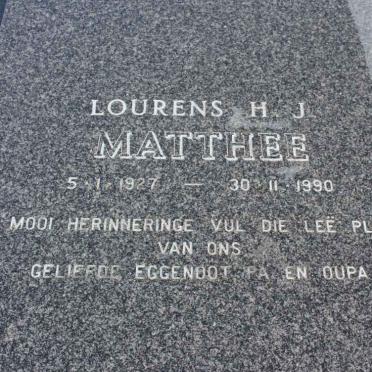 LOURENS H. J
MATTHEE
5·1·1927 — 30·11·1990
MOOI HERINNERINGE VUL DIE LEË PL
VAN ONS
GELIEFDE EGGENOOT PA EN OUPA